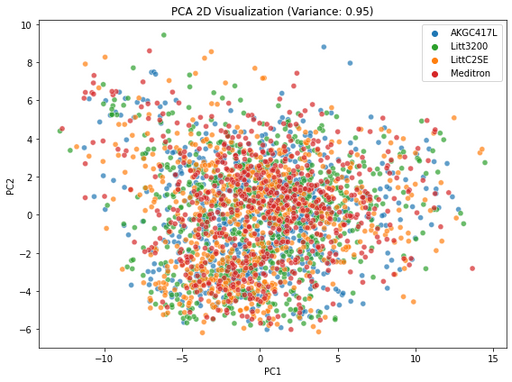 PCA 2D Visualization (Variance: 0.95)
AKGC417L
Litt3200
LittC2SE
Meditron
10
8
6
4
2
0
−2
−4
−6
PC2
−10
−5
0
5
10
15
PC1